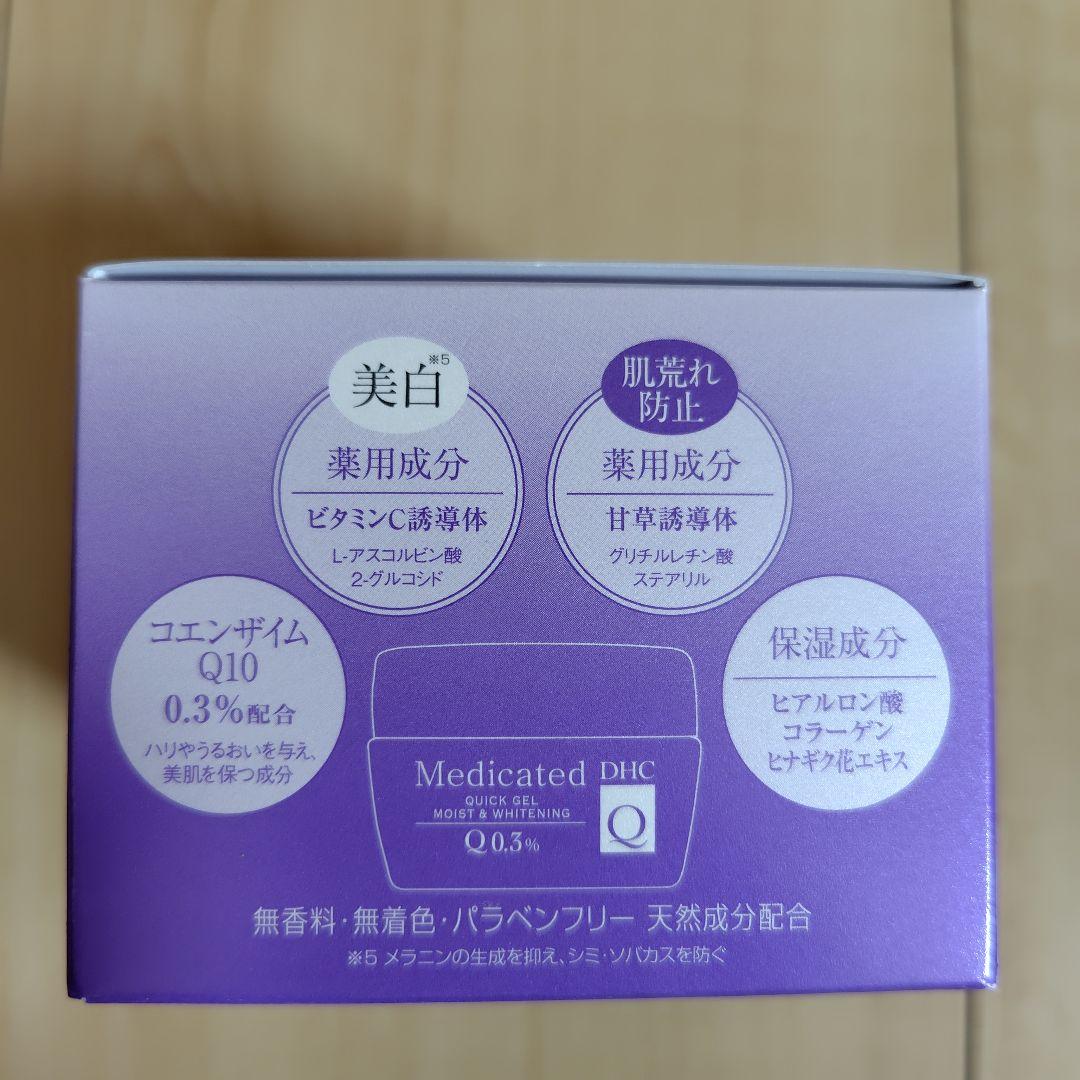 美白※5
薬用成分
ビタミンC誘導体
L-アスコルビン酸
2-グルコシド
肌荒れ
防止
薬用成分
甘草誘導体
グリチルレチン酸
ステアリル
コエンザイム
Q10
0.3%配合
ハリやうるおいを与え、
美肌を保つ成分
保湿成分
ヒアルロン酸
コラーゲン
ヒナギク花エキス
Medicated DHC
QUICK GEL
MOIST & WHITENING
Q 0.3%
Q
無香料・無着色・パラベンフリー 天然成分配合
※5 メラニンの生成を抑え、シミ・ソバカスを防ぐ